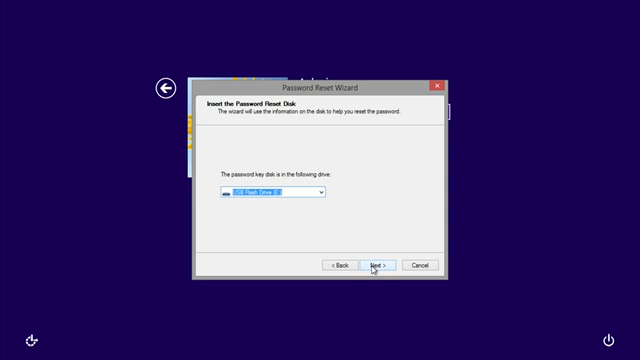 Password Reset Wizard
Insert the Password Reset Disk
The wizard will use the information on the disk to help you reset the password.
The password key disk is in the following drive:
USB Flash Drive (E:)
< Back
Next >
Cancel